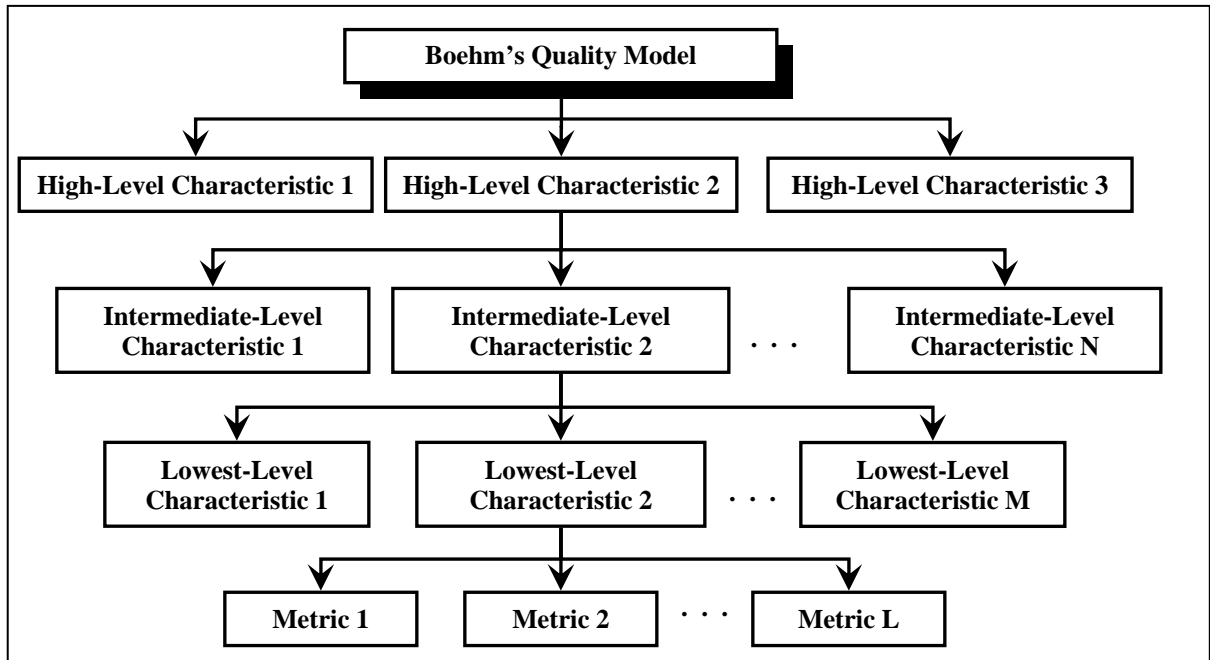 Boehm’s Quality Model
High-Level Characteristic 1
High-Level Characteristic 2
High-Level Characteristic 3
Intermediate-Level
Characteristic 1
Intermediate-Level
Characteristic 2
. . .
Intermediate-Level
Characteristic N
Lowest-Level
Characteristic 1
Lowest-Level
Characteristic 2
. . .
Lowest-Level
Characteristic M
Metric 1
Metric 2
. . .
Metric L